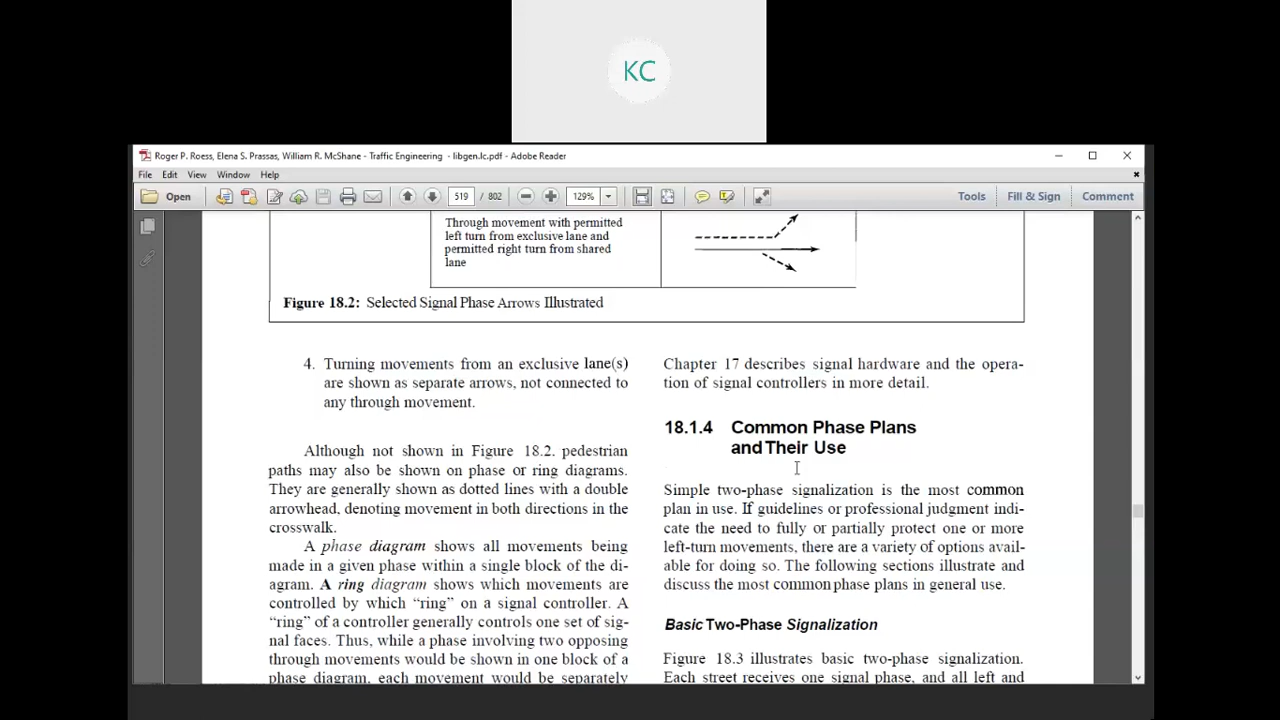 KC
Roger P. Roess, Elena S. Prassas, William R. McShane - Traffic Engineering - libgen.lc.pdf - Adobe Reader
File Edit View Window Help
Open 519 / 802 129% Tools Fill & Sign Comment
Through movement with permitted
left turn from exclusive lane and
permitted right turn from shared
lane
Figure 18.2: Selected Signal Phase Arrows Illustrated
4. Turning movements from an exclusive lane(s)
are shown as separate arrows, not connected to
any through movement.
Although not shown in Figure 18.2. pedestrian
paths may also be shown on phase or ring diagrams.
They are generally shown as dotted lines with a double
arrowhead, denoting movement in both directions in the
crosswalk.
A phase diagram shows all movements being
made in a given phase within a single block of the di-
agram. A ring diagram shows which movements are
controlled by which “ring” on a signal controller. A
“ring” of a controller generally controls one set of sig-
nal faces. Thus, while a phase involving two opposing
through movements would be shown in one block of a
phase diagram, each movement would be separately
Chapter 17 describes signal hardware and the opera-
tion of signal controllers in more detail.
18.1.4 Common Phase Plans
and Their Use
Simple two-phase signalization is the most common
plan in use. If guidelines or professional judgment indi-
cate the need to fully or partially protect one or more
left-turn movements, there are a variety of options avail-
able for doing so. The following sections illustrate and
discuss the most common phase plans in general use.
Basic Two-Phase Signalization
Figure 18.3 illustrates basic two-phase signalization.
Each street receives one signal phase, and all left and